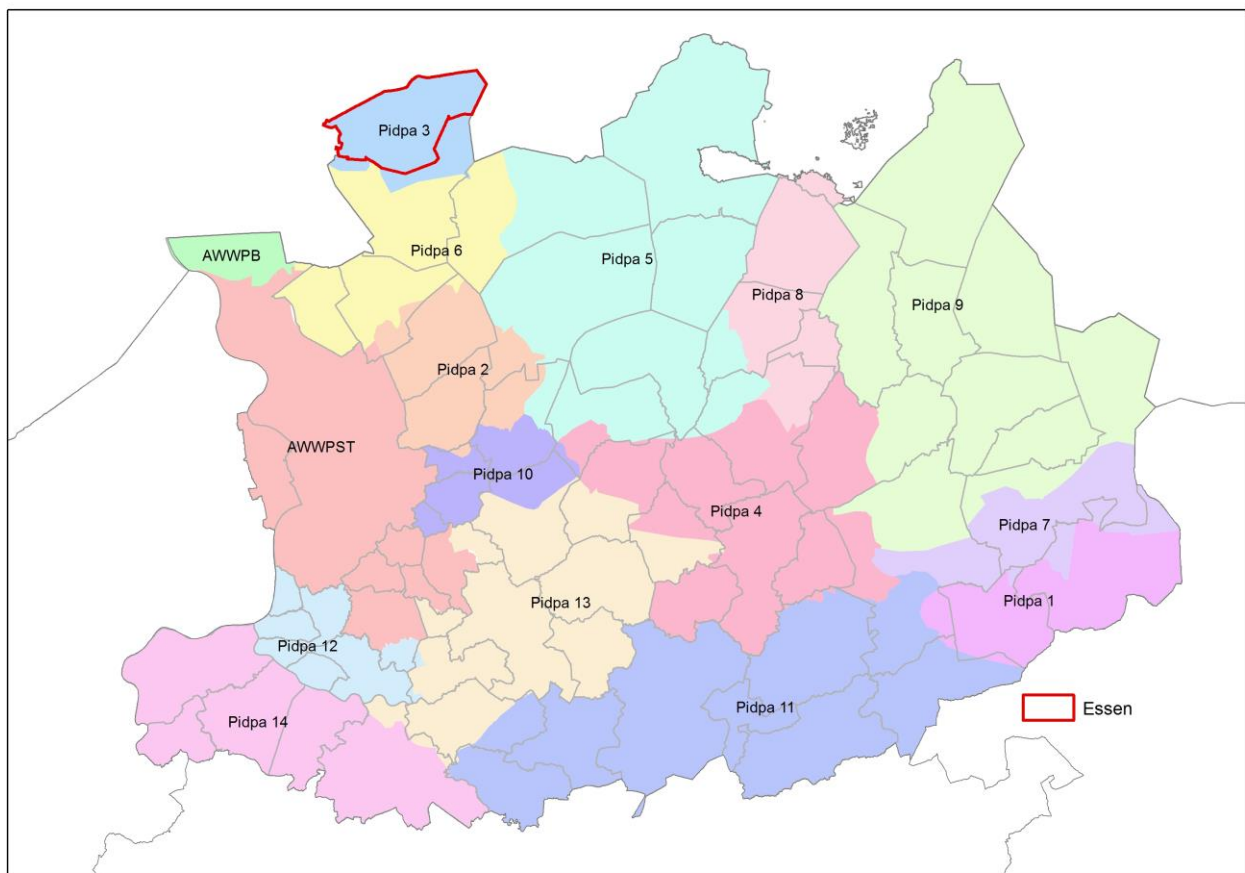 Pidpa 3
Pidpa 6
AWWPB
Pidpa 5
Pidpa 8
Pidpa 9
Pidpa 2
AWWPST
Pidpa 10
Pidpa 4
Pidpa 7
Pidpa 13
Pidpa 1
Pidpa 12
Pidpa 14
Pidpa 11
Essen